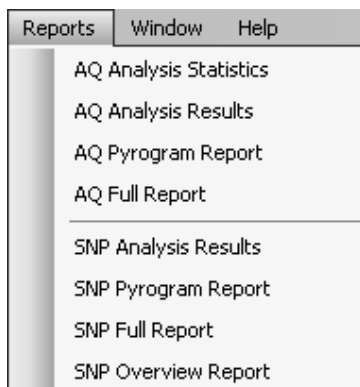 Reports Window Help
AQ Analysis Statistics
AQ Analysis Results
AQ Pyrogram Report
AQ Full Report
SNP Analysis Results
SNP Pyrogram Report
SNP Full Report
SNP Overview Report